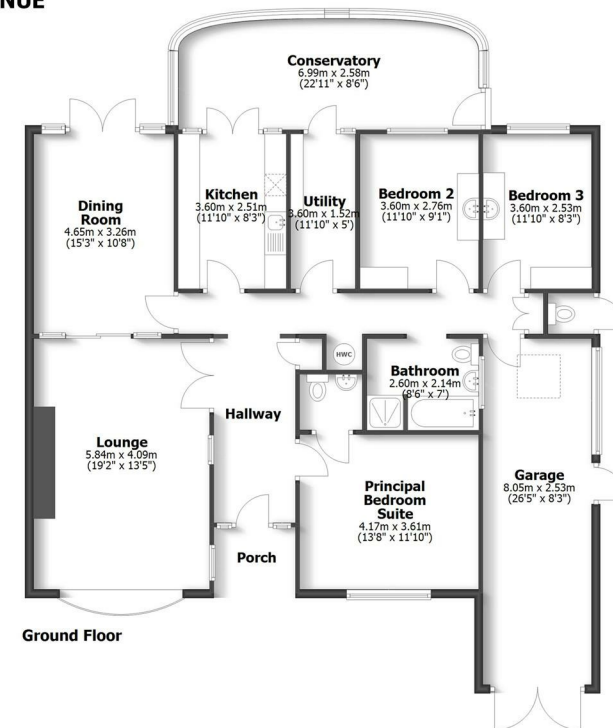 NUE
Conservatory
6.99m x 2.58m
(22'11" x 8'6")
Dining
Room
4.65m x 3.26m
(15'3" x 10'8")
Kitchen
3.60m x 2.51m
(11'10" x 8'3")
Utility
3.60m x 1.52m
(11'10" x 5')
Bedroom 2
3.60m x 2.76m
(11'10" x 9'1")
Bedroom 3
3.60m x 2.53m
(11'10" x 8'3")
HWC
Bathroom
2.60m x 2.14m
(8'6" x 7')
Hallway
Lounge
5.84m x 4.09m
(19'2" x 13'5")
Garage
8.05m x 2.53m
(26'5" x 8'3")
Principal
Bedroom
Suite
4.17m x 3.61m
(13'8" x 11'10")
Porch
Ground Floor